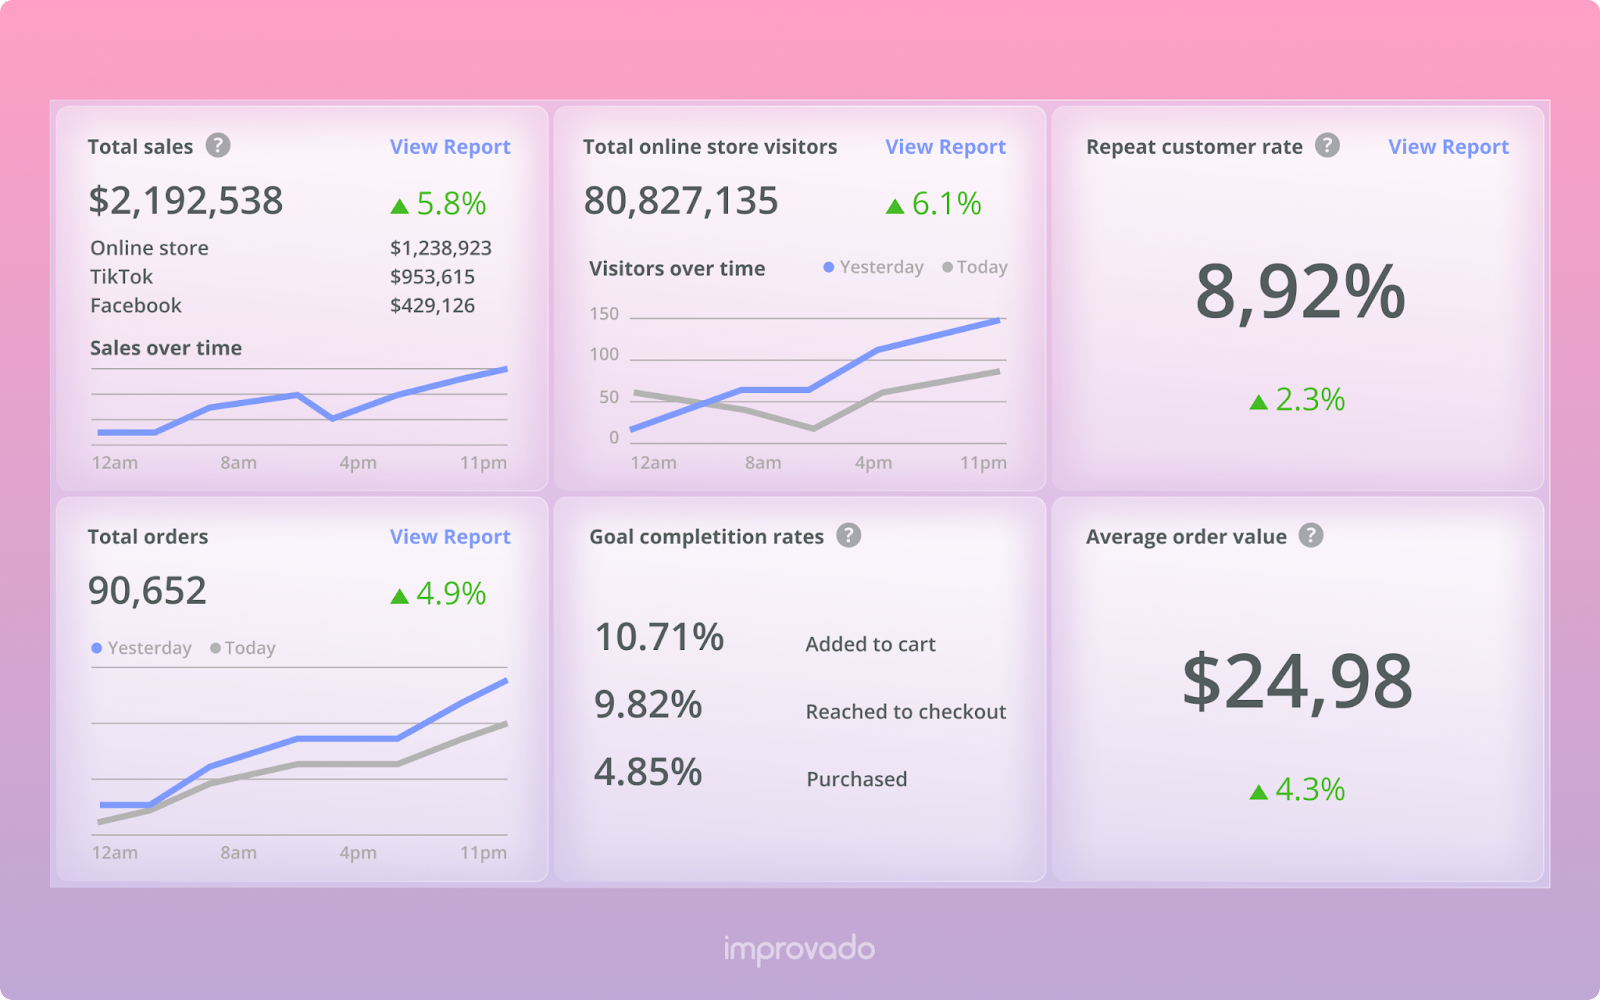 Total sales ? View Report
$2,192,538 ▲ 5.8%
Online store $1,238,923
TikTok $953,615
Facebook $429,126
Sales over time
12am 8am 4pm 11pm
Total online store visitors View Report
80,827,135 ▲ 6.1%
Visitors over time Yesterday Today
150
100
50
0
12am 8am 4pm 11pm
Repeat customer rate ? View Report
8,92%
▲ 2.3%
Total orders View Report
90,652 ▲ 4.9%
Yesterday Today
12am 8am 4pm 11pm
Goal completition rates ?
10.71% Added to cart
9.82% Reached to checkout
4.85% Purchased
Average order value ?
$24,98
▲ 4.3%
improvado